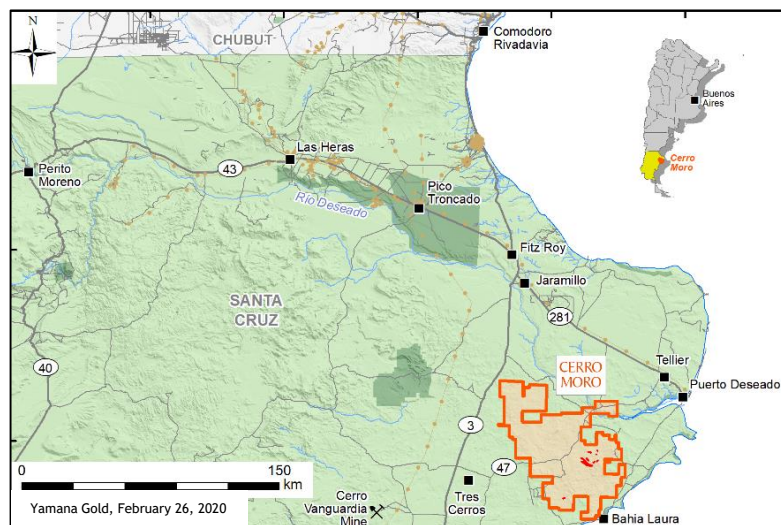 N
CHUBUT
Comodoro
Rivadavia
Buenos
Aires
Cerro
Moro
Las Heras
Perito
Moreno
43
Pico
Troncado
Río Deseado
Fitz Roy
Jaramillo
SANTA
CRUZ
281
Tellier
Puerto Deseado
CERRO
MORO
40
3
47
0
150
km
Tres
Cerros
Cerro
Vanguardia
Mine
Bahia Laura
Yamana Gold, February 26, 2020